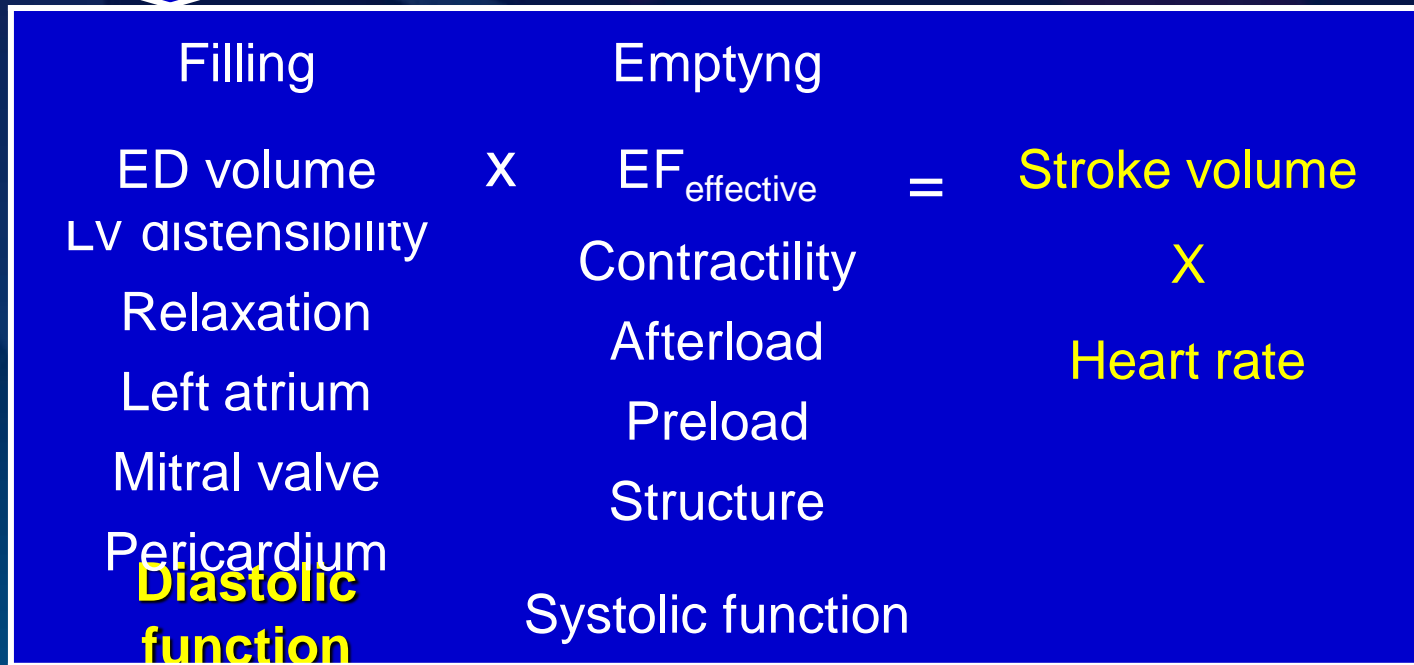 Filling
Emptyng
ED volume x EFeffective = Stroke volume
LV distensibility
Contractility
X
Relaxation
Afterload
Heart rate
Left atrium
Preload
Mitral valve
Structure
Pericardium
Diastolic
function
Systolic function